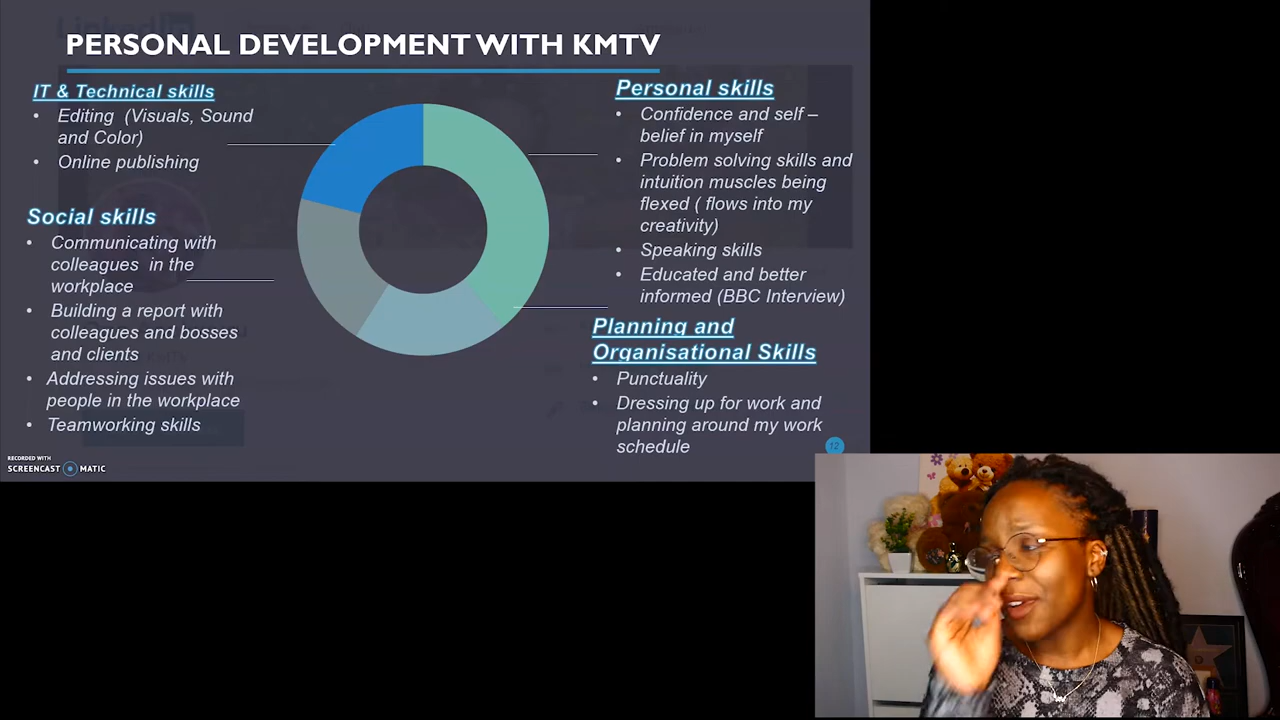 PERSONAL DEVELOPMENT WITH KMTV
IT & Technical skills
• Editing (Visuals, Sound
and Color)
• Online publishing
Social skills
• Communicating with
colleagues in the
workplace
• Building a report with
colleagues and bosses
and clients
• Addressing issues with
people in the workplace
• Teamworking skills
Personal skills
• Confidence and self –
belief in myself
• Problem solving skills and
intuition muscles being
flexed ( flows into my
creativity)
• Speaking skills
• Educated and better
informed (BBC Interview)
Planning and
Organisational Skills
• Punctuality
• Dressing up for work and
planning around my work
schedule
12
RECORDED WITH
SCREENCAST MATIC